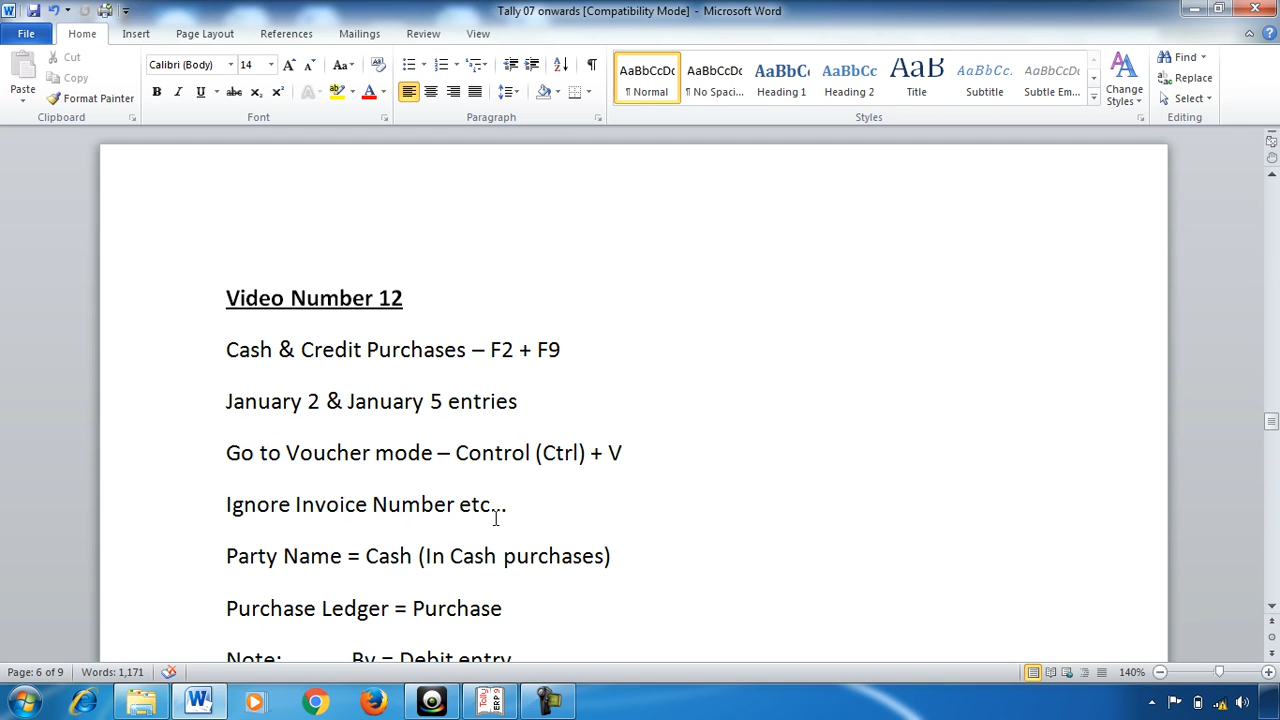 Tally 07 onwards [Compatibility Mode] - Microsoft Word
File Home Insert Page Layout References Mailings Review View
Paste Cut Copy Format Painter
Calibri (Body) 14
AaBbCcDc AaBbCcDc AaBbCc AaBbCc AaB AaBbCc. AaBbCcDc
¶ Normal ¶ No Spaci... Heading 1 Heading 2 Title Subtitle Subtle Em...
Change Styles
Find Replace Select
Clipboard Font Paragraph Styles Editing
Video Number 12
Cash & Credit Purchases – F2 + F9
January 2 & January 5 entries
Go to Voucher mode – Control (Ctrl) + V
Ignore Invoice Number etc...
Party Name = Cash (In Cash purchases)
Purchase Ledger = Purchase
Note: By = Debit entry
Page: 6 of 9 Words: 1,171 140%
Tally ERP 9